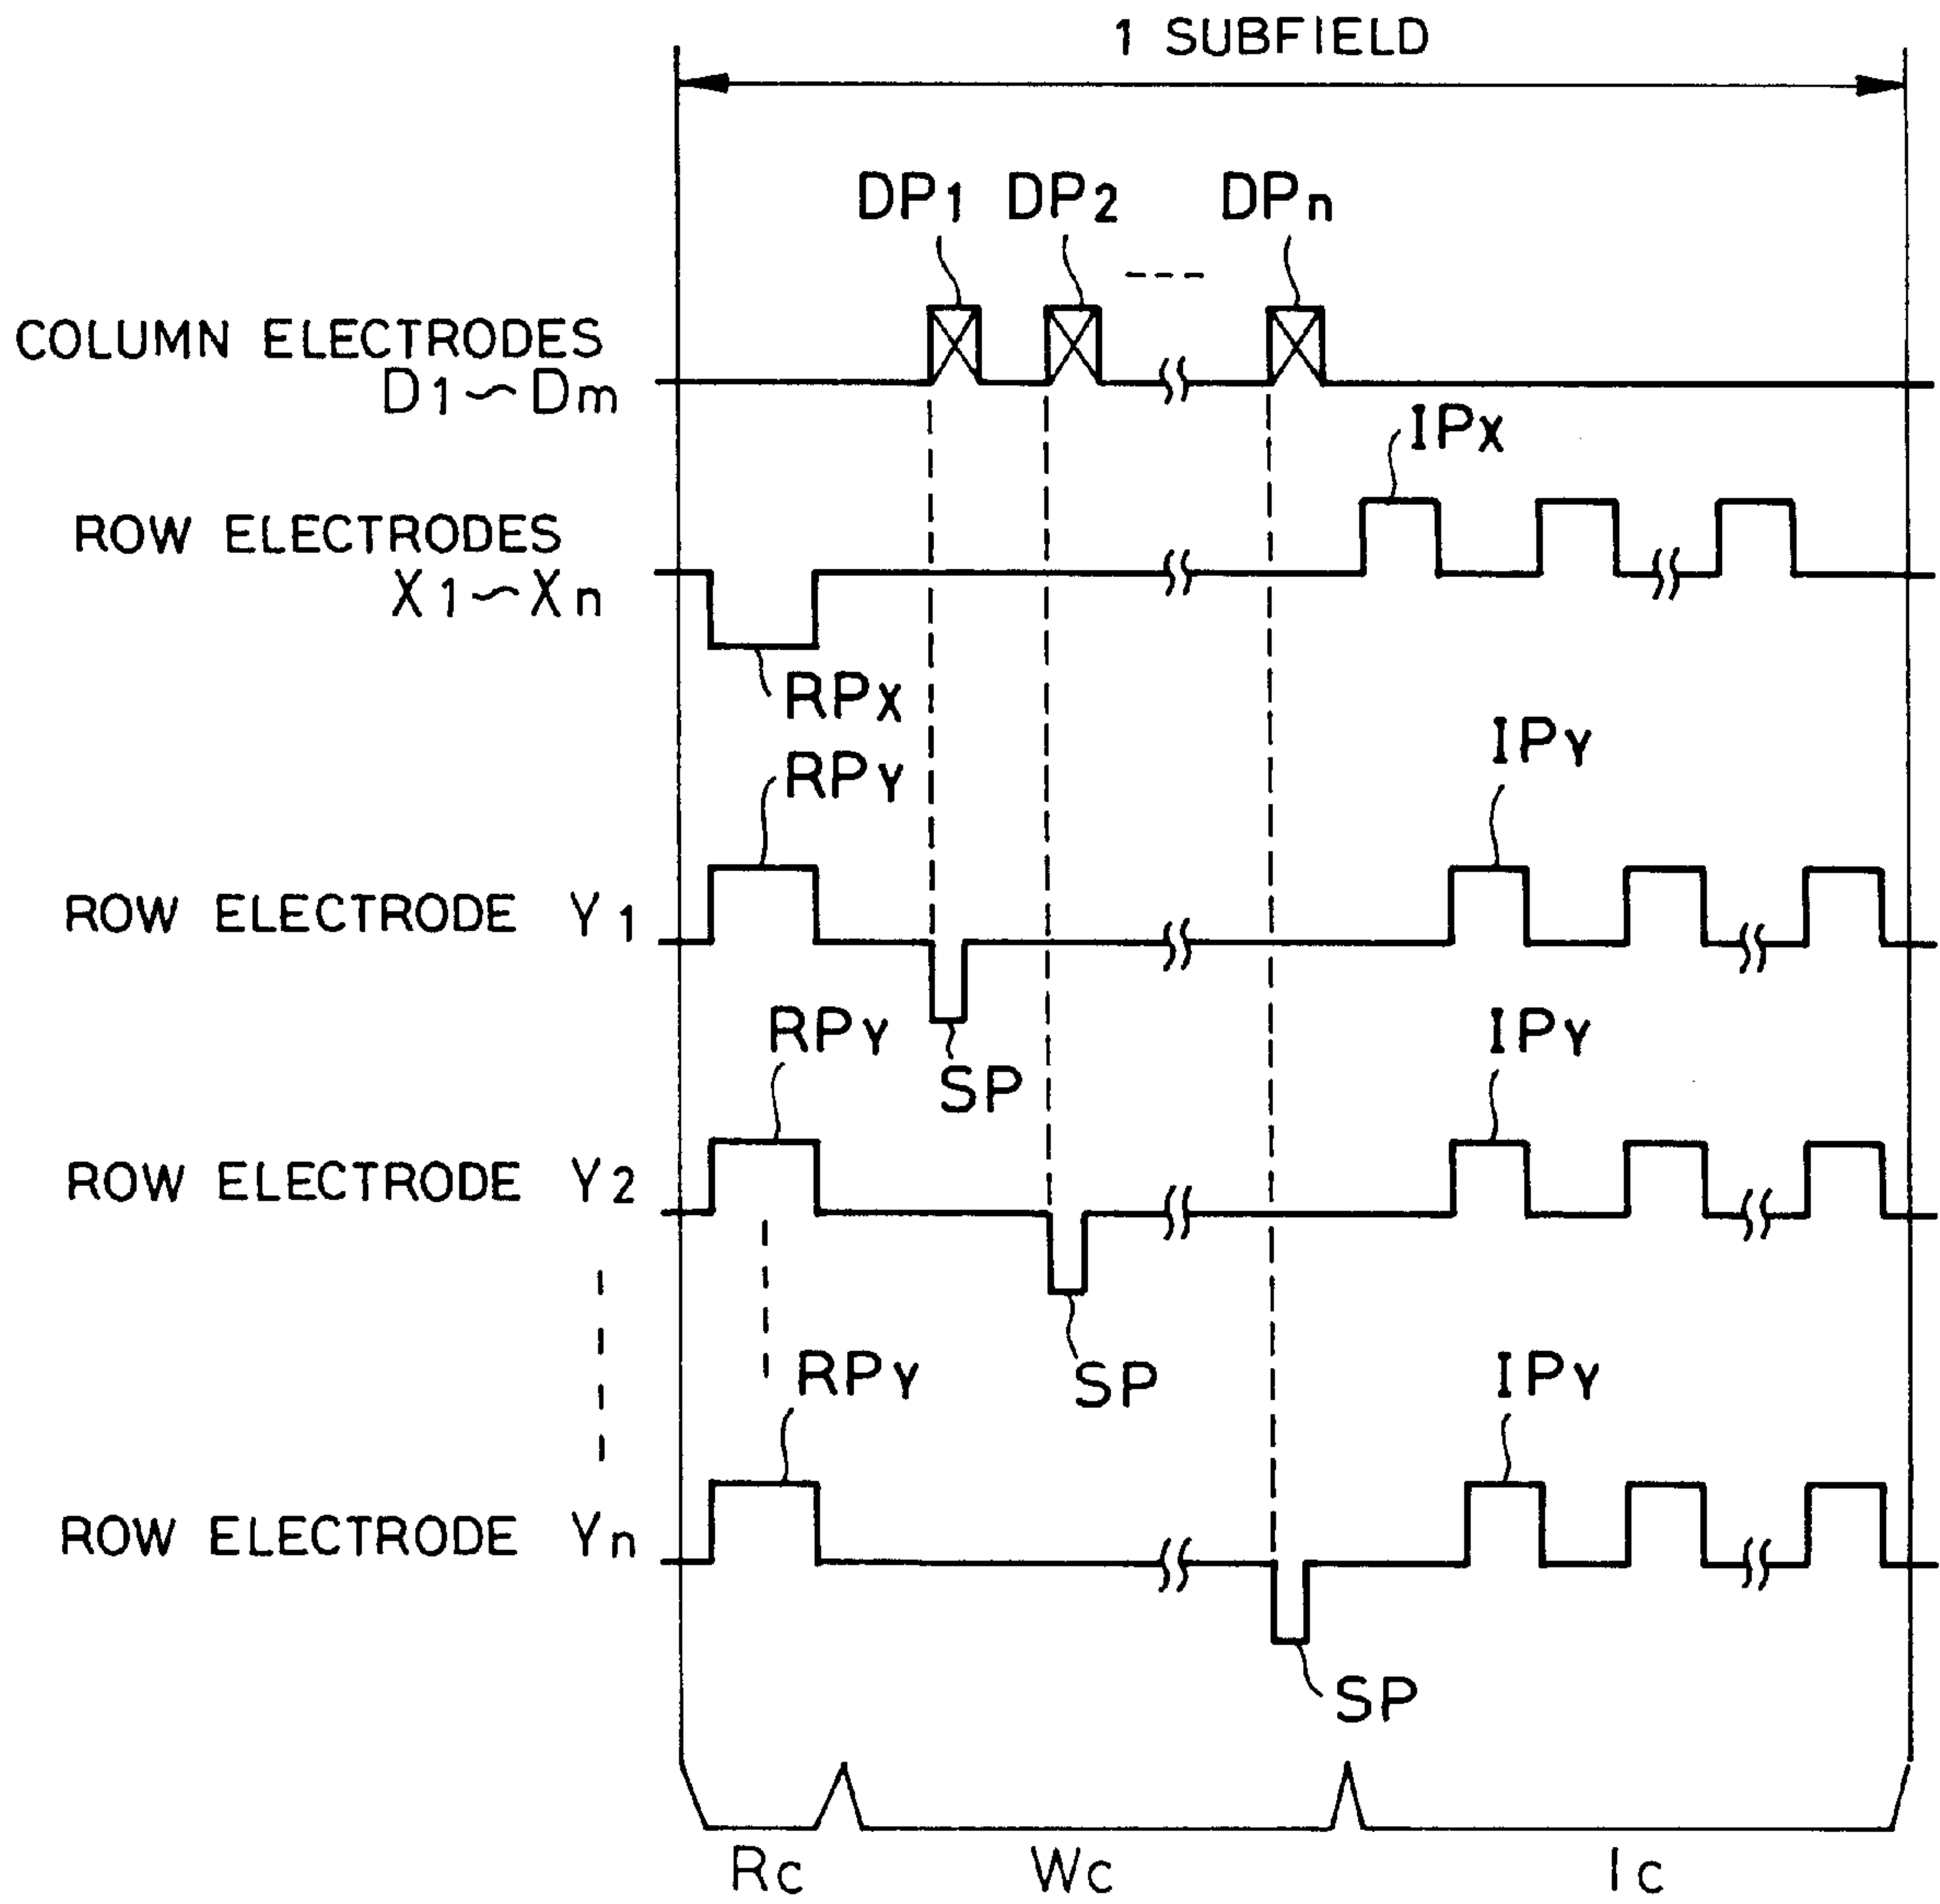 1 SUBFIELD
DP1 DP2 DPn
COLUMN ELECTRODES
D1~Dm
IPX
ROW ELECTRODES
X1~Xn
RPX
RPY
IPY
ROW ELECTRODE Y1
SP
RPY
IPY
ROW ELECTRODE Y2
SP
RPY
IPY
ROW ELECTRODE Yn
SP
Rc Wc Ic